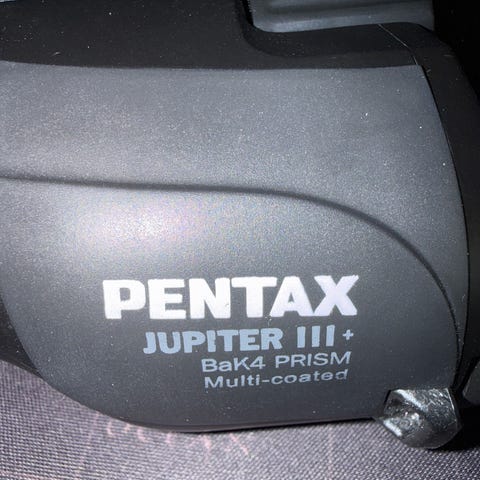 PENTAX
JUPITER III+
BaK4 PRISM
Multi-coated